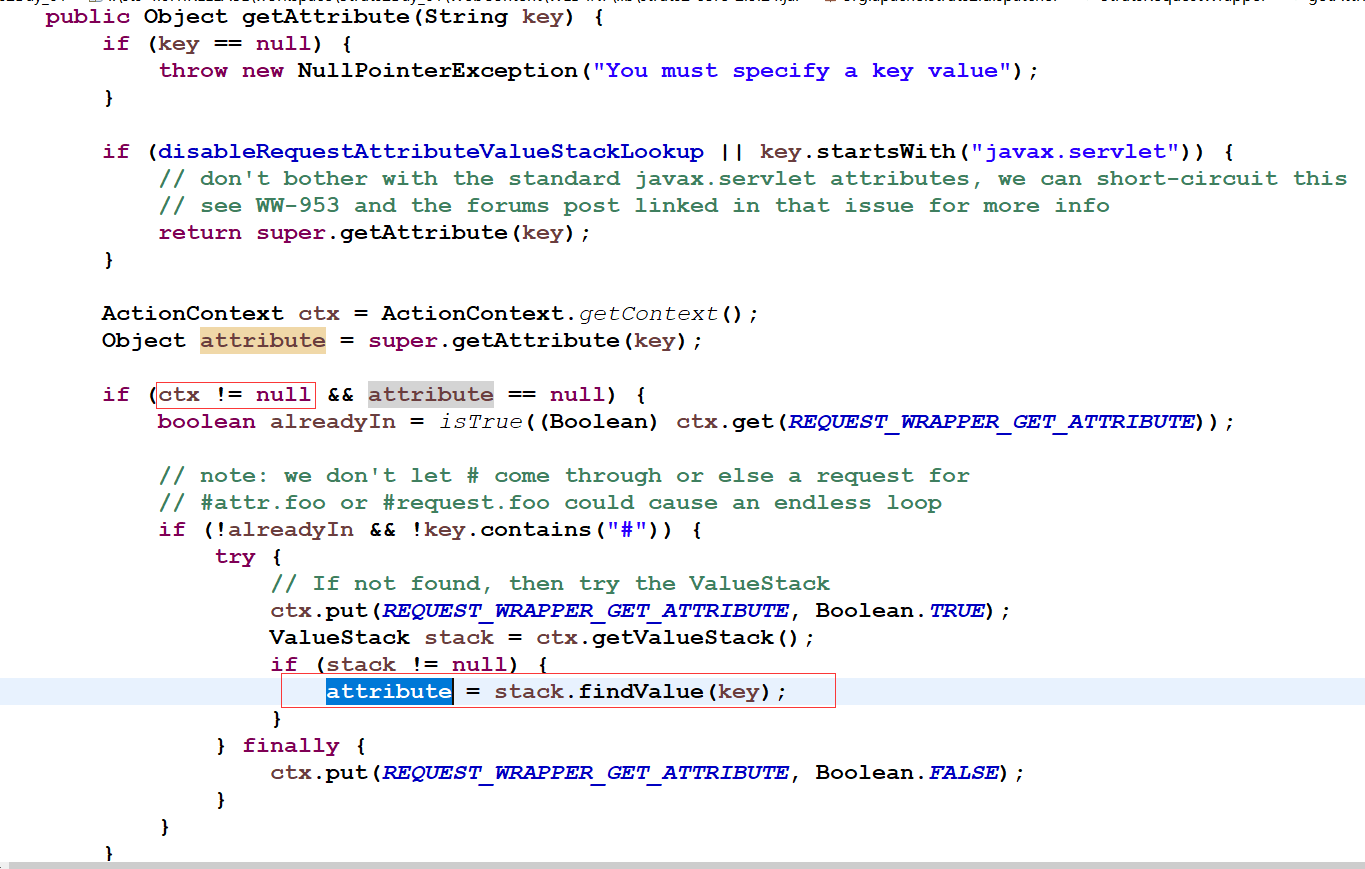 public Object getAttribute(String key) {
if (key == null) {
throw new NullPointerException("You must specify a key value");
}
if (disableRequestAttributeValueStackLookup || key.startsWith("javax.servlet")) {
// don't bother with the standard javax.servlet attributes, we can short-circuit this
// see WW-953 and the forums post linked in that issue for more info
return super.getAttribute(key);
}
ActionContext ctx = ActionContext.getContext();
Object attribute = super.getAttribute(key);
if (ctx != null && attribute == null) {
boolean alreadyIn = isTrue((Boolean) ctx.get(REQUEST_WRAPPER_GET_ATTRIBUTE));
// note: we don't let # come through or else a request for
// #attr.foo or #request.foo could cause an endless loop
if (!alreadyIn && !key.contains("#")) {
try {
// If not found, then try the ValueStack
ctx.put(REQUEST_WRAPPER_GET_ATTRIBUTE, Boolean.TRUE);
ValueStack stack = ctx.getValueStack();
if (stack != null) {
attribute = stack.findValue(key);
}
} finally {
ctx.put(REQUEST_WRAPPER_GET_ATTRIBUTE, Boolean.FALSE);
}
}
}